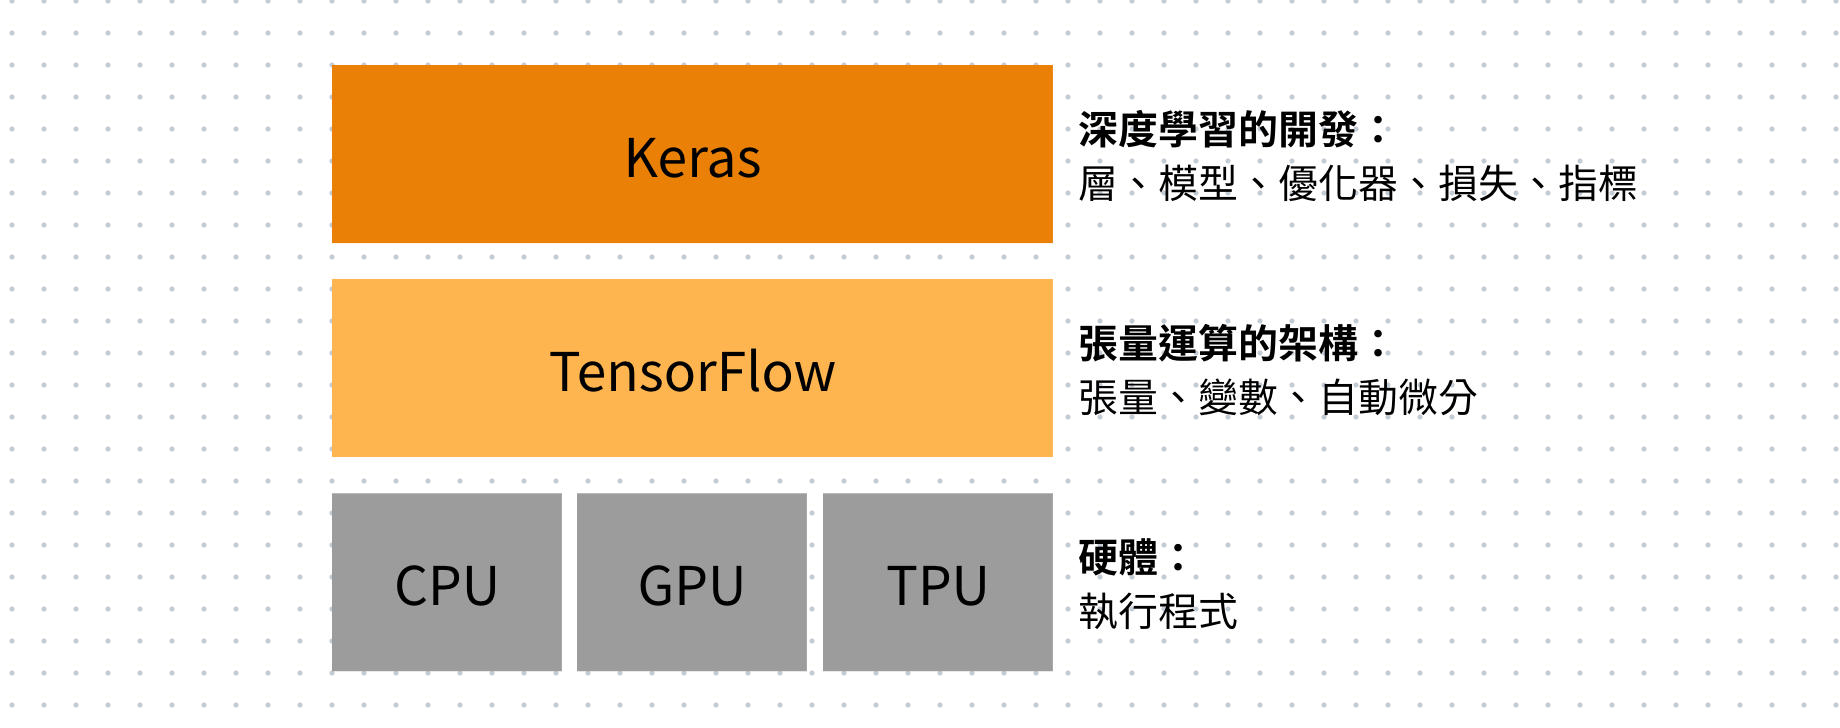 Keras
深度學習的開發：
層、模型、優化器、損失、指標
TensorFlow
張量運算的架構：
張量、變數、自動微分
CPU
GPU
TPU
硬體：
執行程式